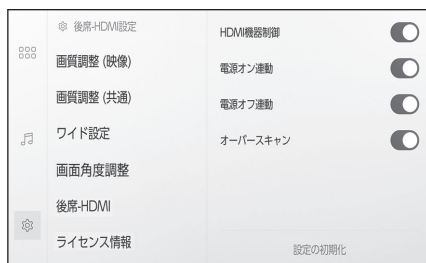 後席-HDMI設定
画質調整 (映像)
画質調整 (共通)
ワイド設定
画面角度調整
後席-HDMI
ライセンス情報
HDMI機器制御
電源オン連動
電源オフ連動
オーバースキャン
設定の初期化